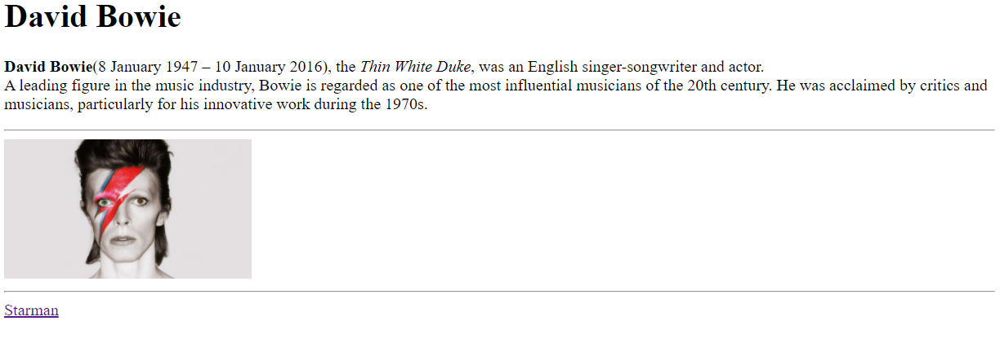 David Bowie
David Bowie(8 January 1947 – 10 January 2016), the Thin White Duke, was an English singer-songwriter and actor.
A leading figure in the music industry, Bowie is regarded as one of the most influential musicians of the 20th century. He was acclaimed by critics and
musicians, particularly for his innovative work during the 1970s.
Starman